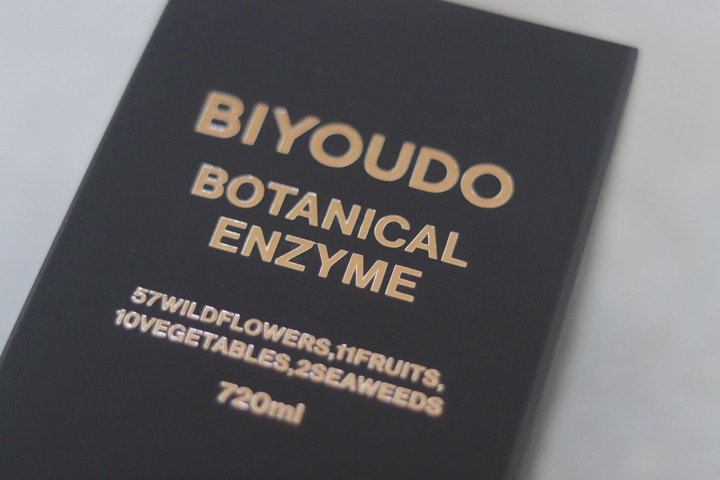 BIYOUDO
BOTANICAL
ENZYME
57WILDFLOWERS,11FRUITS,
10VEGETABLES,2SEAWEEDS
720ml